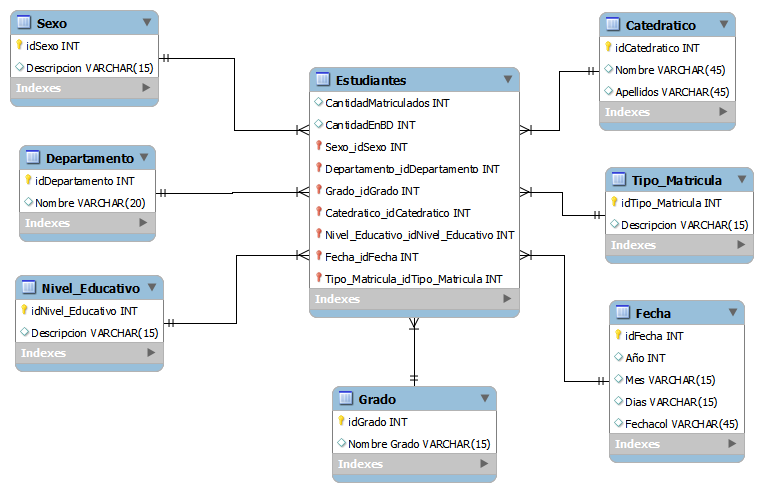 Sexo
idSexo INT
Descripcion VARCHAR(15)
Indexes
Departamento
idDepartamento INT
Nombre VARCHAR(20)
Indexes
Nivel_Educativo
idNivel_Educativo INT
Descripcion VARCHAR(15)
Indexes
Estudiantes
CantidadMatriculados INT
CantidadEnBD INT
Sexo_idSexo INT
Departamento_idDepartamento INT
Grado_idGrado INT
Catedratico_idCatedratico INT
Nivel_Educativo_idNivel_Educativo INT
Fecha_idFecha INT
Tipo_Matricula_idTipo_Matricula INT
Indexes
Grado
idGrado INT
Nombre Grado VARCHAR(15)
Indexes
Catedratico
idCatedratico INT
Nombre VARCHAR(45)
Apellidos VARCHAR(45)
Indexes
Tipo_Matricula
idTipo_Matricula INT
Descripcion VARCHAR(15)
Indexes
Fecha
idFecha INT
Año INT
Mes VARCHAR(15)
Dias VARCHAR(15)
Fechacol VARCHAR(45)
Indexes